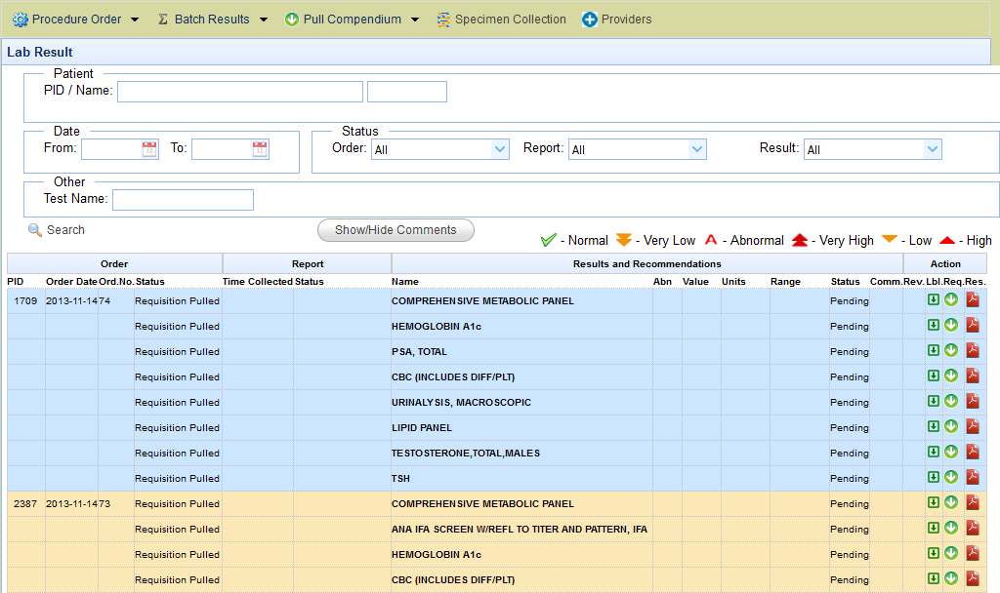 Procedure Order Batch Results Pull Compendium Specimen Collection Providers
Lab Result
Patient
PID / Name:
Date Status
From: To: Order: All Report: All Result: All
Other
Test Name:
Search Show/Hide Comments
- Normal - Very Low A - Abnormal - Very High - Low - High
Order Report Results and Recommendations Action
PID Order Date Ord.No. Status Time Collected Status Name Abn Value Units Range Status Comm. Rev. Lbl. Req. Res.
1709 2013-11-14 74 Requisition Pulled COMPREHENSIVE METABOLIC PANEL Pending
Requisition Pulled HEMOGLOBIN A1c Pending
Requisition Pulled PSA, TOTAL Pending
Requisition Pulled CBC (INCLUDES DIFF/PLT) Pending
Requisition Pulled URINALYSIS, MACROSCOPIC Pending
Requisition Pulled LIPID PANEL Pending
Requisition Pulled TESTOSTERONE,TOTAL,MALES Pending
Requisition Pulled TSH Pending
2387 2013-11-14 73 Requisition Pulled COMPREHENSIVE METABOLIC PANEL Pending
Requisition Pulled ANA IFA SCREEN W/REFL TO TITER AND PATTERN, IFA Pending
Requisition Pulled HEMOGLOBIN A1c Pending
Requisition Pulled CBC (INCLUDES DIFF/PLT) Pending